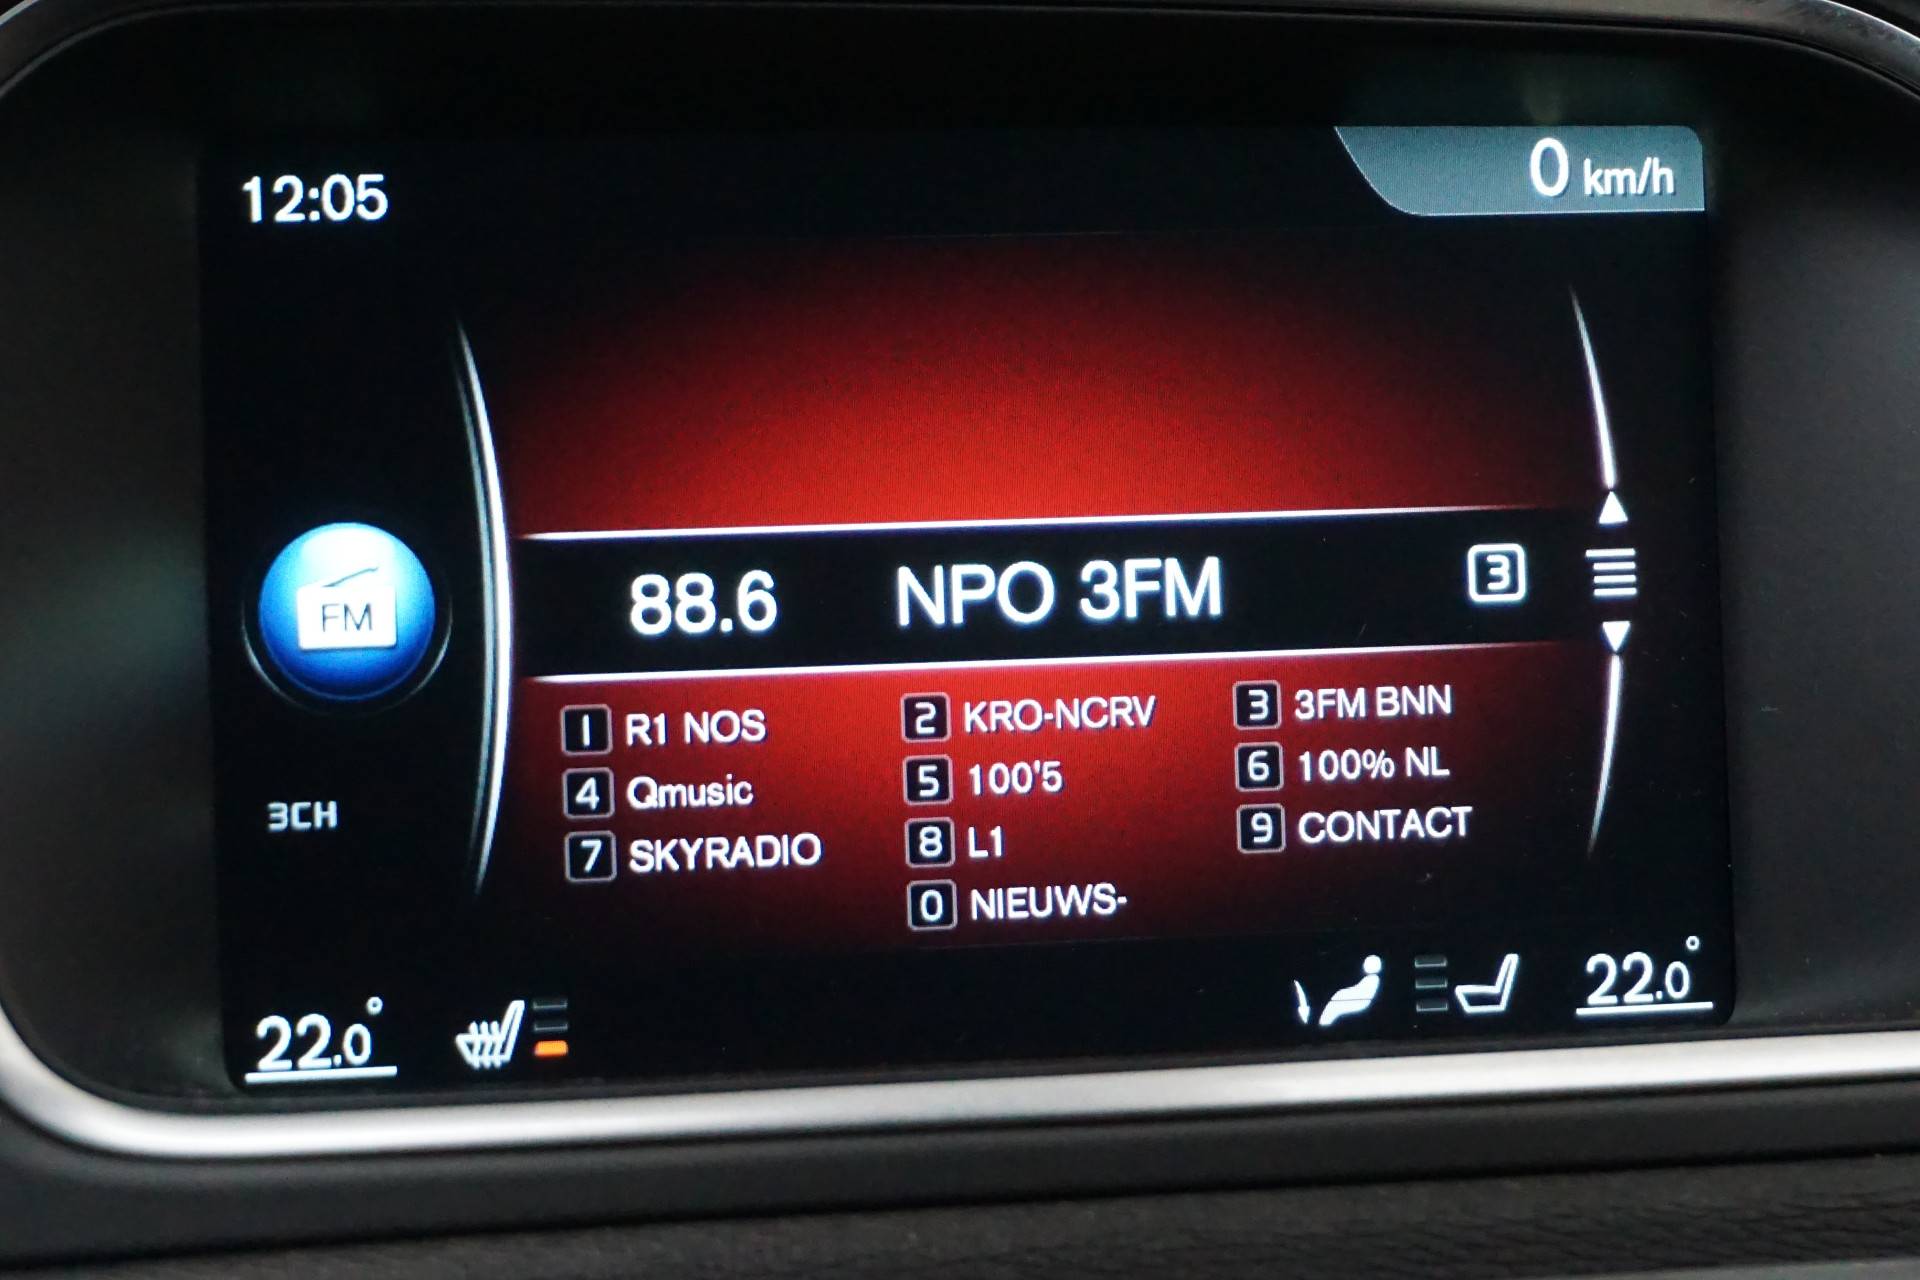 12:05
0 km/h
FM
88.6 NPO 3FM 3
1 R1 NOS 2 KRO-NCRV 3 3FM BNN
4 Qmusic 5 100'5 6 100% NL
3CH
7 SKYRADIO 8 L1 9 CONTACT
0 NIEUWS-
22.0° 22.0°